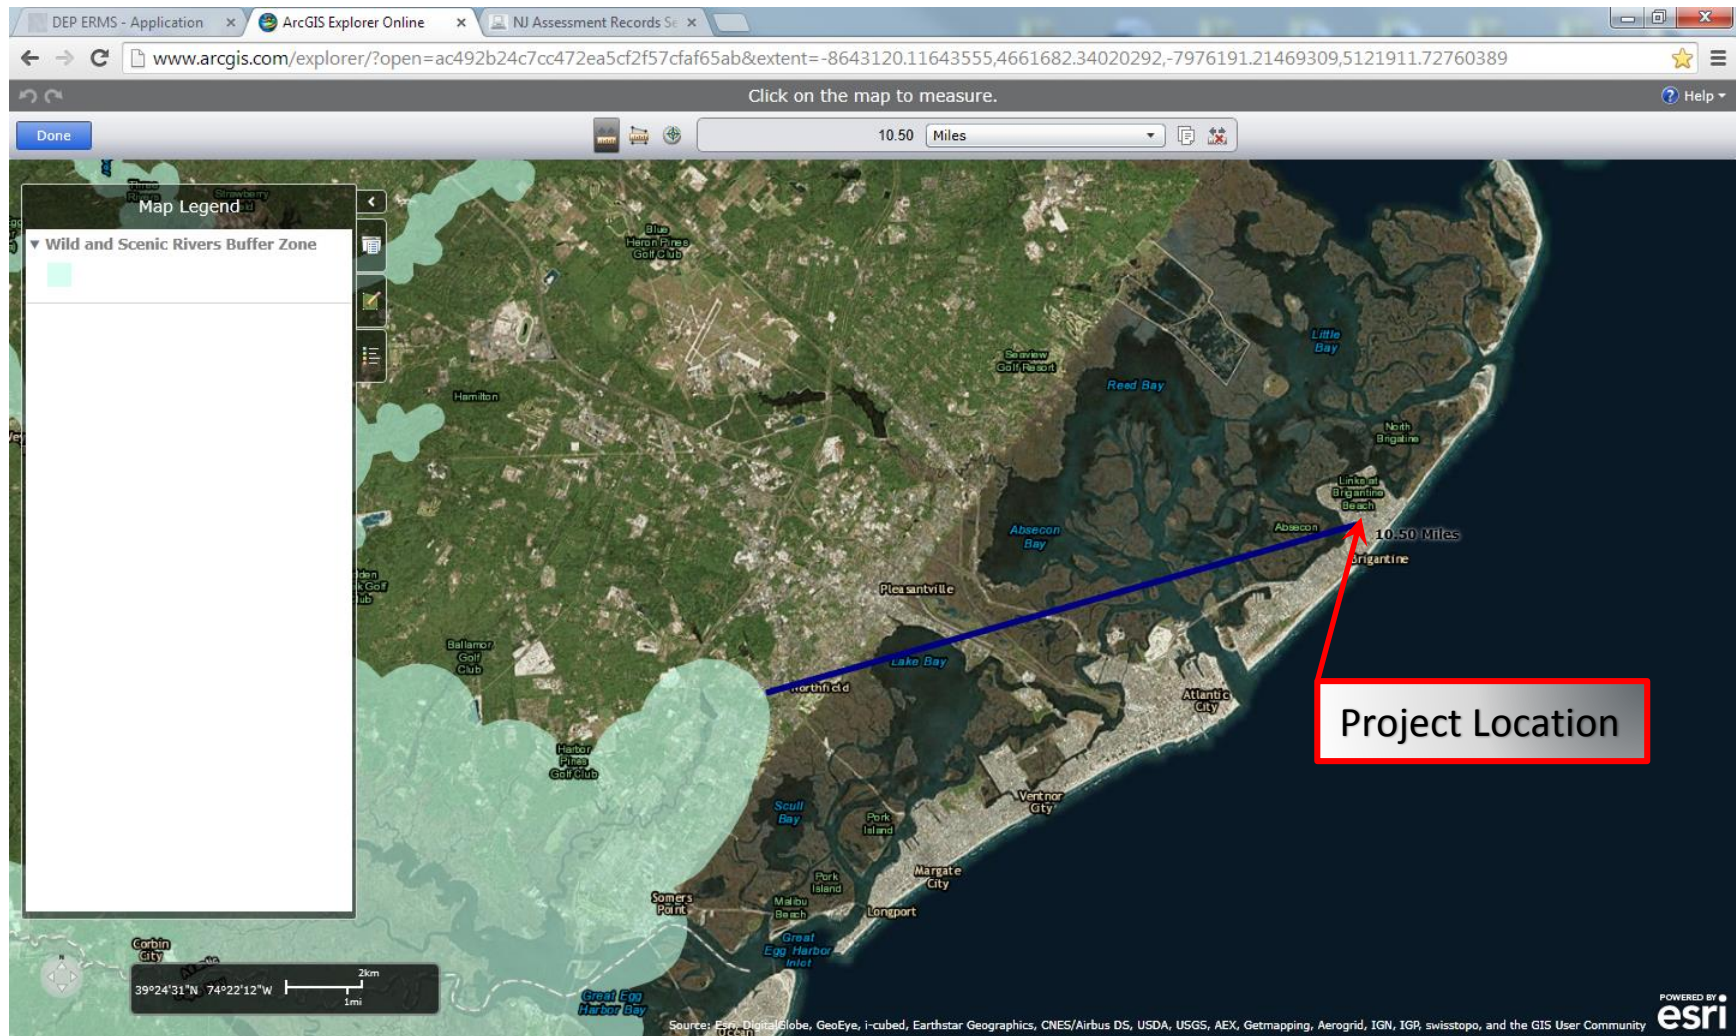 DEP ERMS - Application
ArcGIS Explorer Online
NJ Assessment Records Se
www.arcgis.com/explorer/?open=ac492b24c7cc472ea5cf2f57cfaf65ab&extent=-8643120.11643555,4661682.34020292,-7976191.21469309,5121911.72760389
Click on the map to measure.
Help
Done
10.50
Miles
Map Legend
Wild and Scenic Rivers Buffer Zone
Blue
Heron Pines
Golf Club
Little
Bay
Seaview
Golf Resort
Reed Bay
Hamilton
North
Brigatine
Links at
Brigantine
Beach
Absecon
Absecon
Bay
10.50 Miles
Brigantine
Pleasantville
Ballamor
Golf
Club
Lake Bay
Northfield
Atlantic
City
Project Location
Harbor
Pines
Golf Club
Ventnor
City
Scull
Bay
Pork
Island
Margate
City
Pork
Island
Somers
Point
Malibu
Beach
Longport
Great
Egg Harbor
Inlet
Corbin
City
39°24'31"N 74°22'12"W
2km
1mi
Great Egg
Harbor Bay
Ocean
Source: Esri, DigitalGlobe, GeoEye, i-cubed, Earthstar Geographics, CNES/Airbus DS, USDA, USGS, AEX, Getmapping, Aerogrid, IGN, IGP, swisstopo, and the GIS User Community
POWERED BY
esri